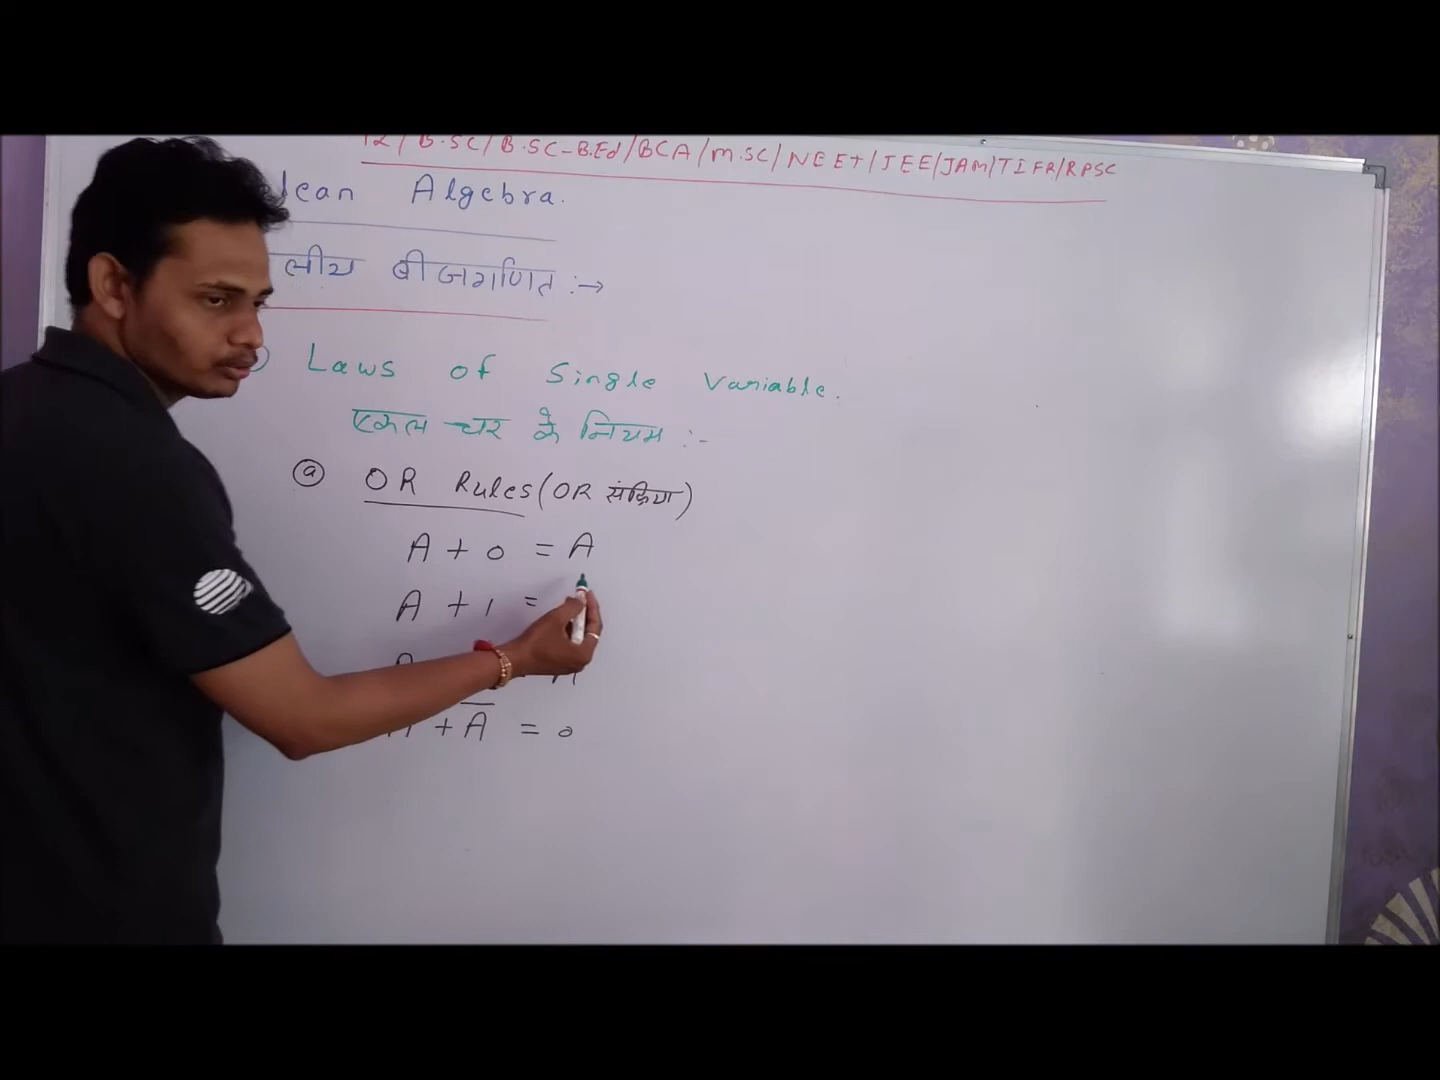 12/B.SC/B.SC-B.Ed/BCA/M.SC/NEET/JEE/JAM/TIFR/RPSC
lean Algebra.
लीय बीजगणित :→
Laws of Single Variable.
एकल चर के नियम :-
(a) OR Rules (OR संक्रिया)
A + 0 = A
A + 1 =
A
A + A̅ = 0